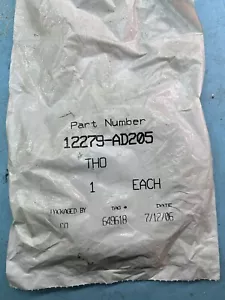 Part Number
12279-AD205
THO
1 EACH
PACKAGED BY TAG # DATE
CO 649618 7/12/06